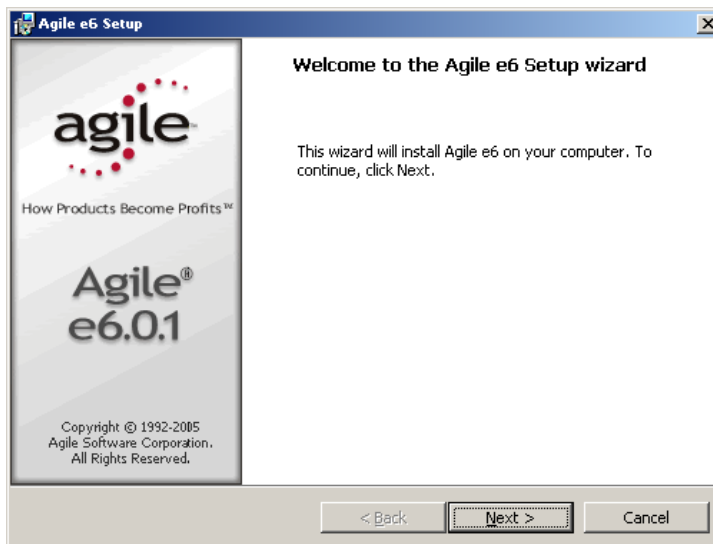 Agile e6 Setup
agile™
How Products Become Profits™
Agile®
e6.0.1
Copyright © 1992-2005
Agile Software Corporation.
All Rights Reserved.
Welcome to the Agile e6 Setup wizard
This wizard will install Agile e6 on your computer. To
continue, click Next.
< Back
Next >
Cancel